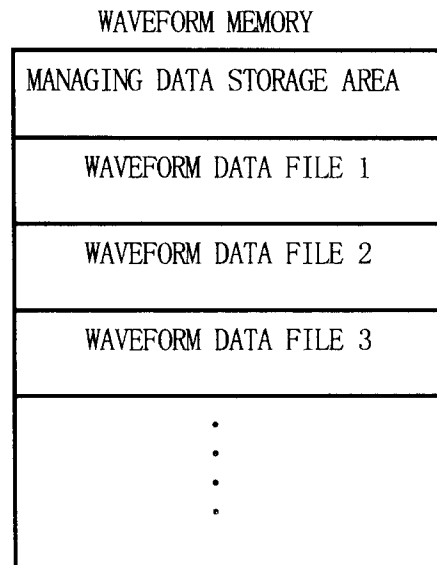 WAVEFORM MEMORY
MANAGING DATA STORAGE AREA
WAVEFORM DATA FILE 1
WAVEFORM DATA FILE 2
WAVEFORM DATA FILE 3